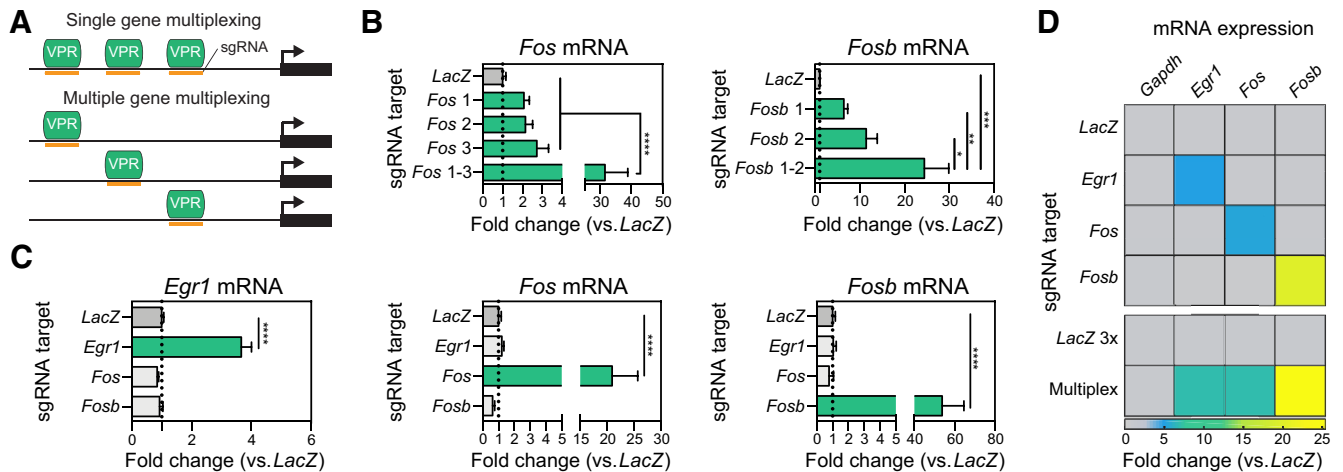 A
Single gene multiplexing
VPR VPR VPR
sgRNA
Multiple gene multiplexing
VPR
VPR
VPR
B
Fos mRNA
sgRNA target
LacZ
Fos 1
Fos 2
Fos 3
Fos 1-3
****
0 1 2 3 4 20 30 40 50
Fold change (vs. LacZ)
Fosb mRNA
sgRNA target
LacZ
Fosb 1
Fosb 2
Fosb 1-2
* ** ***
0 10 20 30 40
Fold change (vs. LacZ)
C
Egr1 mRNA
sgRNA target
LacZ
Egr1
Fos
Fosb
****
0 2 4 6
Fold change (vs. LacZ)
Fos mRNA
sgRNA target
LacZ
Egr1
Fos
Fosb
****
0 1 2 3 4 5 15 20 25 30
Fold change (vs. LacZ)
Fosb mRNA
sgRNA target
LacZ
Egr1
Fos
Fosb
****
0 1 2 3 4 5 40 60 80
Fold change (vs. LacZ)
D
mRNA expression
Gapdh Egr1 Fos Fosb
sgRNA target
LacZ
Egr1
Fos
Fosb
LacZ 3x
Multiplex
0 5 10 15 20 25
Fold change (vs. LacZ)